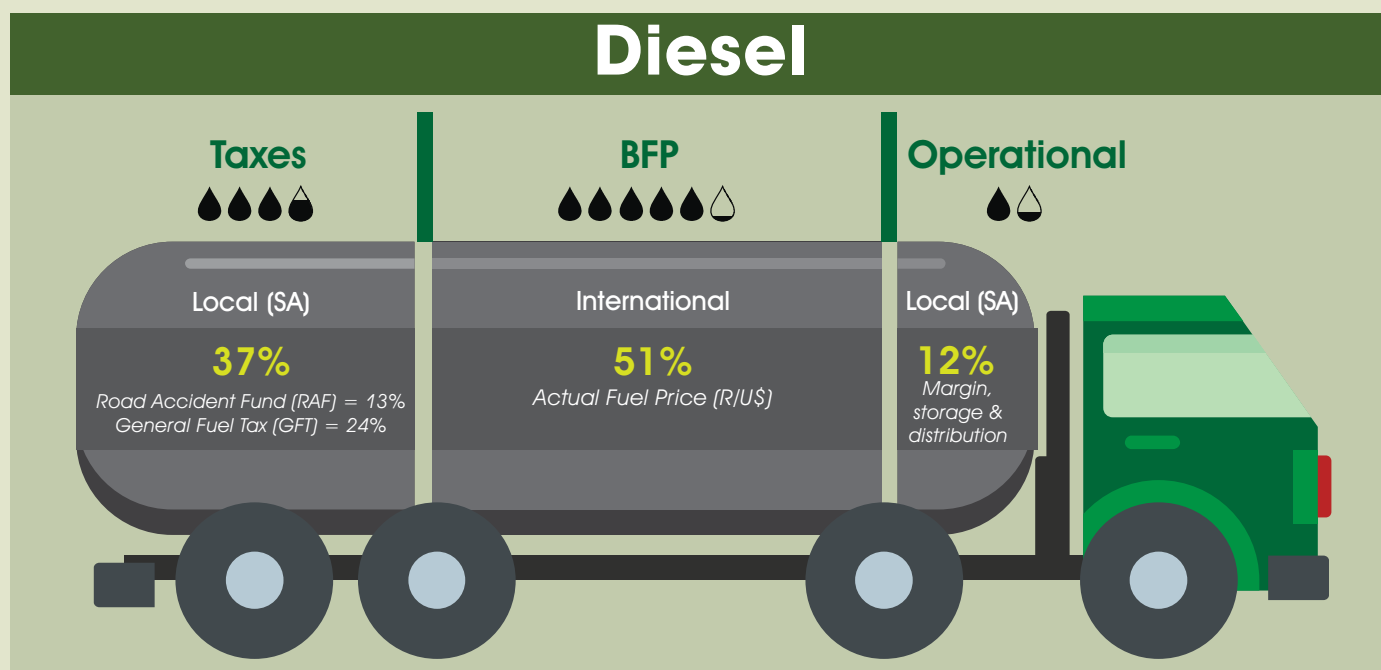 Diesel
Taxes
BFP
Operational
Local (SA)
International
Local (SA)
37%
Road Accident Fund (RAF) = 13%
General Fuel Tax (GFT) = 24%
51%
Actual Fuel Price (R/U$)
12%
Margin,
storage &
distribution